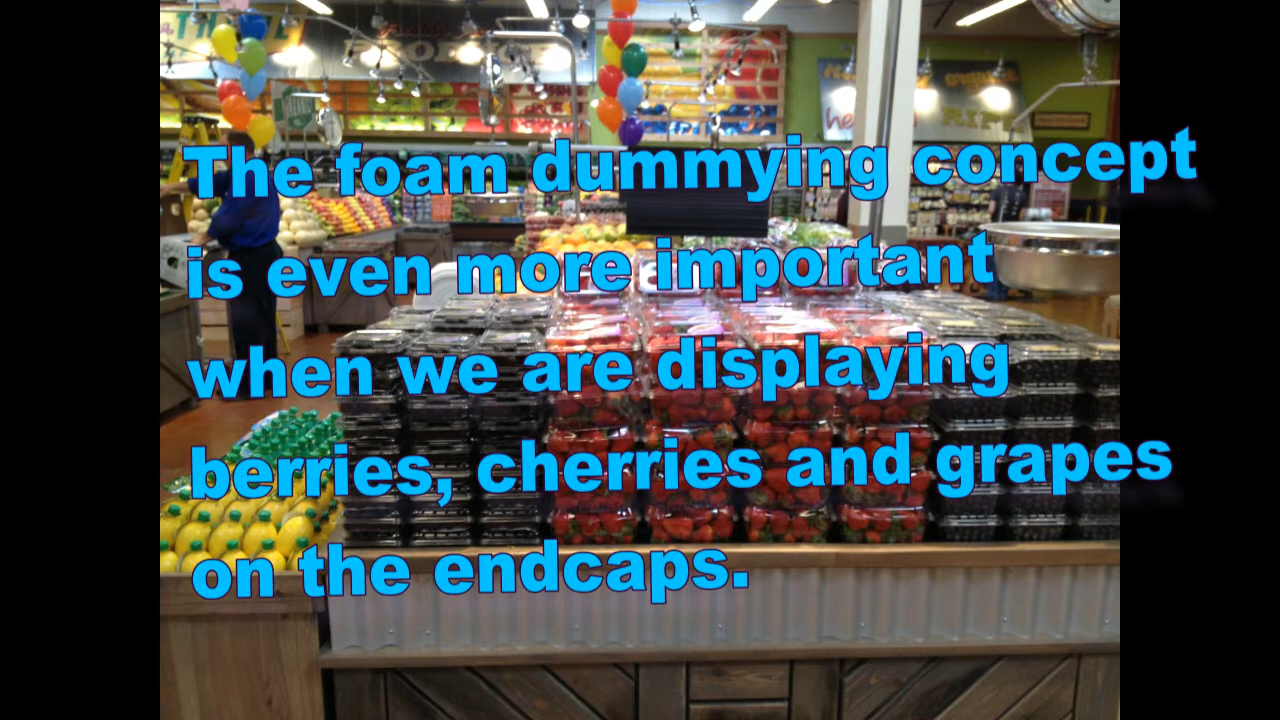 The foam dummying concept
is even more important
when we are displaying
berries, cherries and grapes
on the endcaps.